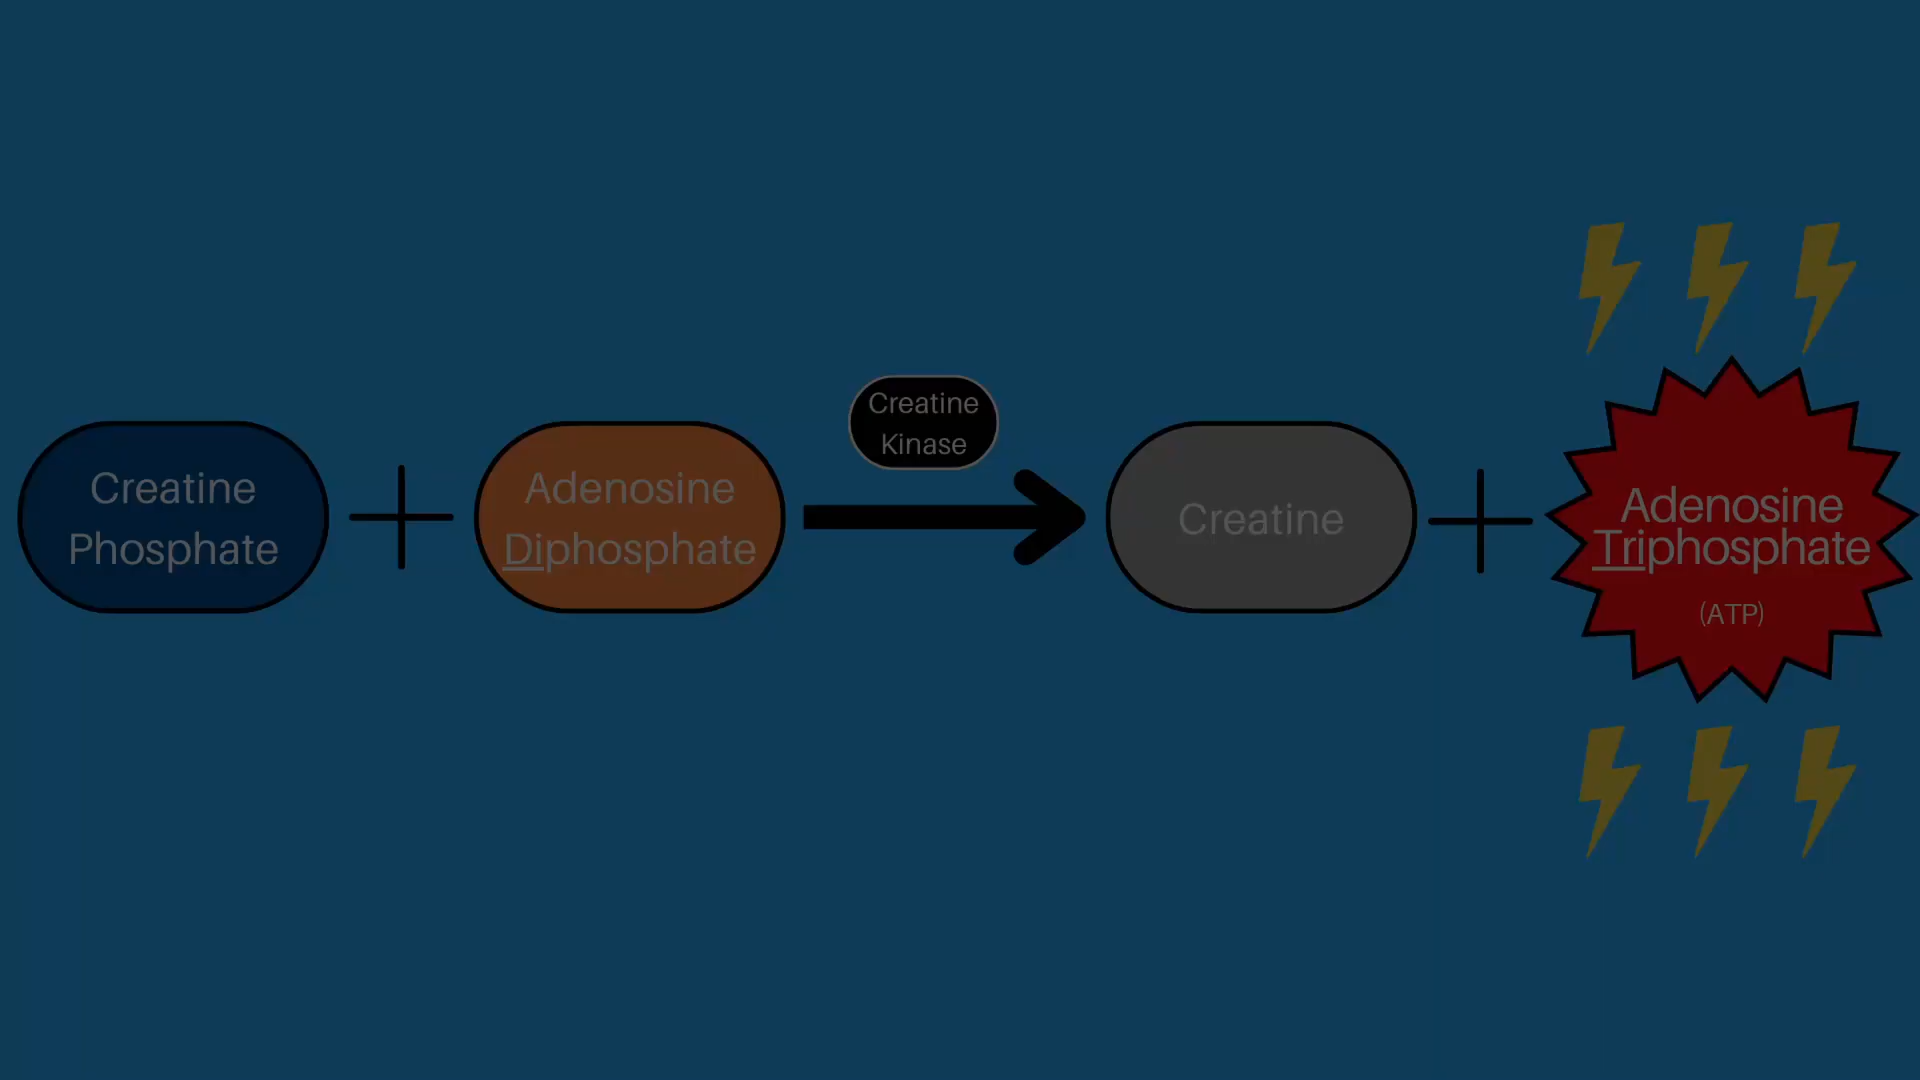 Creatine
Phosphate
Adenosine
Diphosphate
Creatine
Kinase
Creatine
Adenosine
Triphosphate
(ATP)